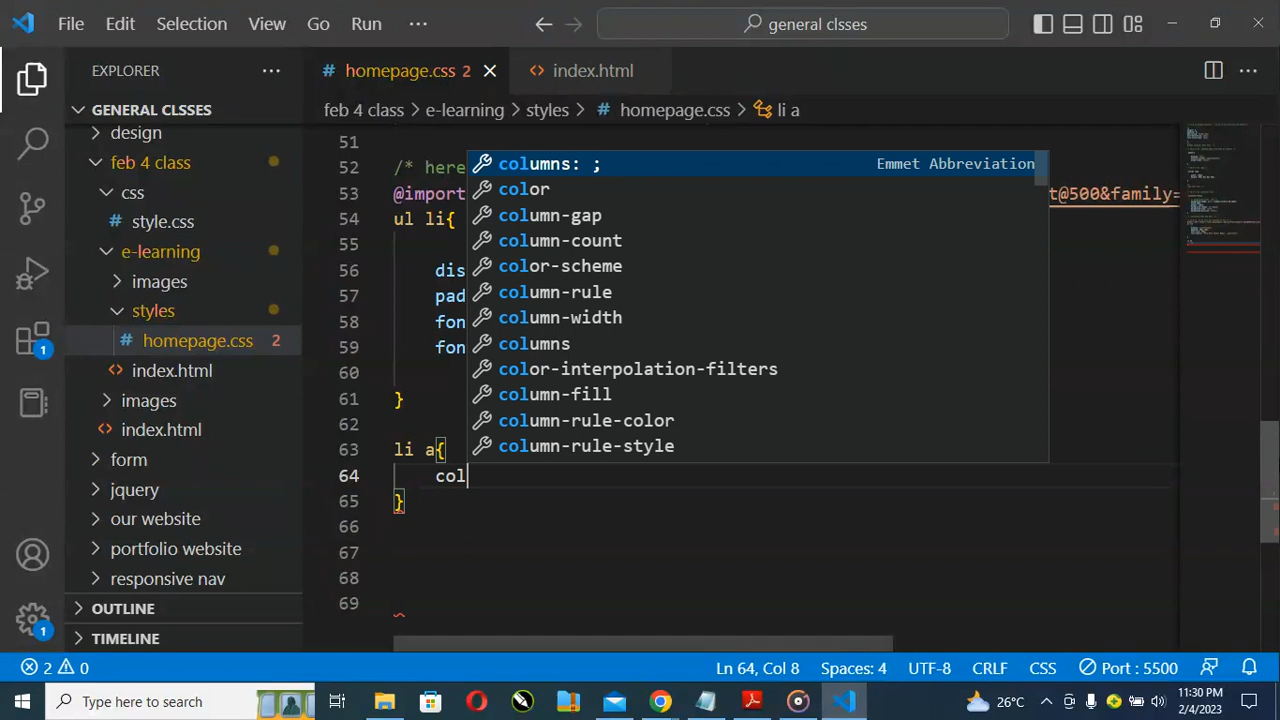 File Edit Selection View Go Run ··· general clsses
EXPLORER ···
GENERAL CLSSES
design
feb 4 class
css
# style.css
e-learning
images
styles
# homepage.css 2
<> index.html
images
<> index.html
form
jquery
our website
portfolio website
responsive nav
OUTLINE
TIMELINE
# homepage.css 2 <> index.html
feb 4 class > e-learning > styles > # homepage.css > li a
51
52 /* here
53 @import t@500&family=
54 ul li{
55
56 dis
57 pad
58 fon
59 fon
60
61 }
62
63 li a{
64 col
65 }
66
67
68
69
columns: ; Emmet Abbreviation
color
column-gap
column-count
color-scheme
column-rule
column-width
columns
color-interpolation-filters
column-fill
column-rule-color
column-rule-style
1
1
2 0 Ln 64, Col 8 Spaces: 4 UTF-8 CRLF CSS Port : 5500
Type here to search 26°C 11:30 PM
2/4/2023